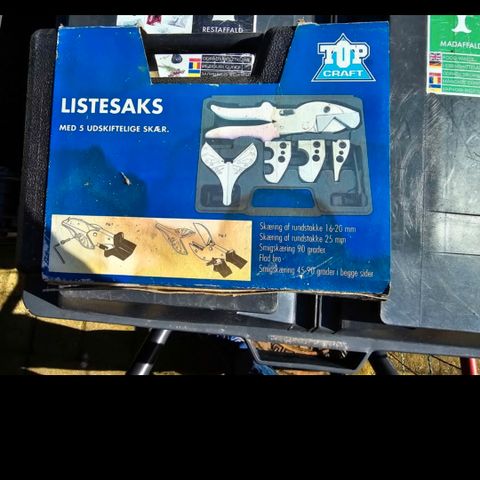 RESTAFFALD
MADAFFALD
TOP
CRAFT
LISTESAKS
MED 5 UDSKIFTELIGE SKÆR.
Skæring af rundstokke 16-20 mm
Skæring af rundstokke 25 mm
Smigskæring 90 grader
Flad bro
Smigskæring 45-90 grader i begge sider